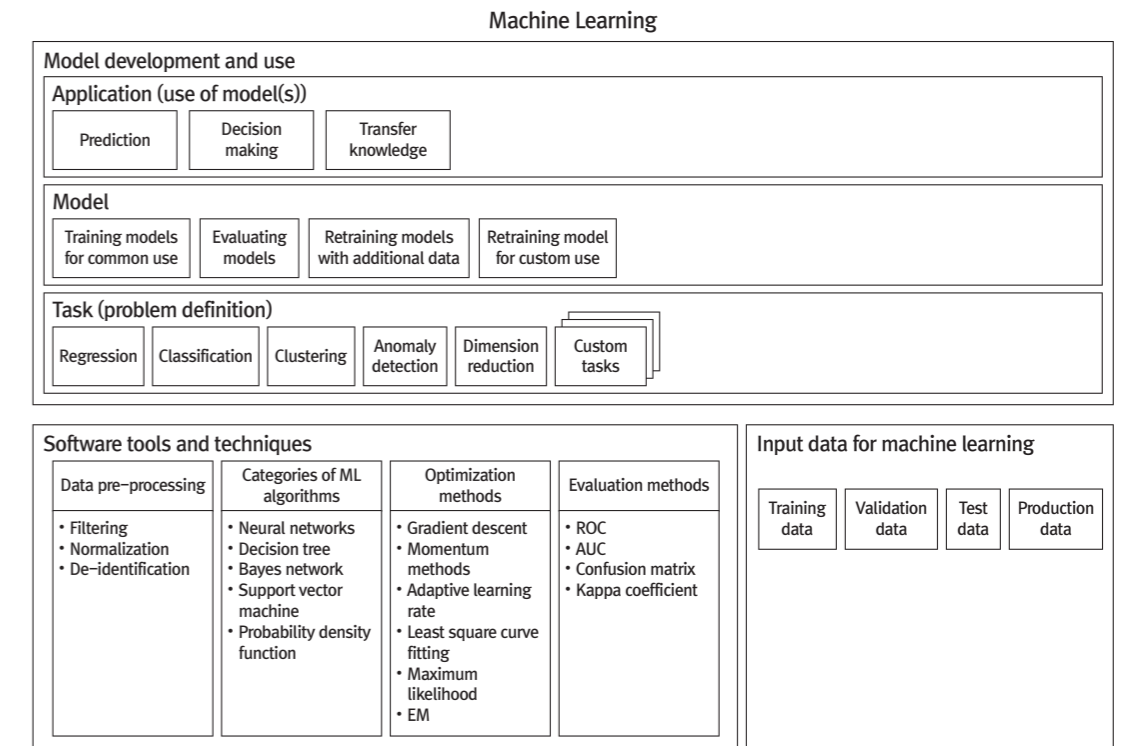 Machine Learning
Model development and use
Application (use of model(s))
Prediction
Decision
making
Transfer
knowledge
Model
Training models
for common use
Evaluating
models
Retraining models
with additional data
Retraining model
for custom use
Task (problem definition)
Regression
Classification
Clustering
Anomaly
detection
Dimension
reduction
Custom
tasks
Software tools and techniques
Data pre-processing
• Filtering
• Normalization
• De-identification
Categories of ML
algorithms
• Neural networks
• Decision tree
• Bayes network
• Support vector
machine
• Probability density
function
Optimization
methods
• Gradient descent
• Momentum
methods
• Adaptive learning
rate
• Least square curve
fitting
• Maximum
likelihood
• EM
Evaluation methods
• ROC
• AUC
• Confusion matrix
• Kappa coefficient
Input data for machine learning
Training
data
Validation
data
Test
data
Production
data